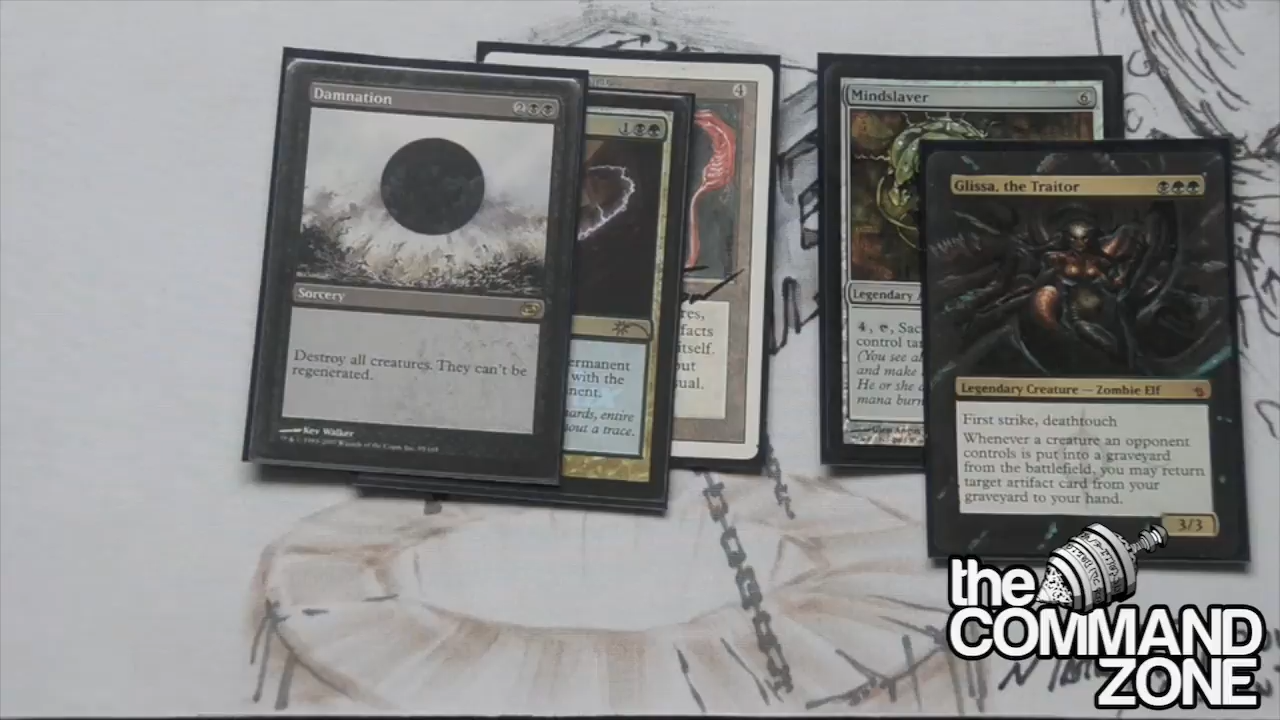 Damnation
2
Sorcery
Destroy all creatures. They can't be
regenerated.
Kev Walker
4
1
ermanent
with the
nent.
ards, entire
out a trace.
res,
facts
itself.
out
sual.
Mindslaver
6
Legendary A
4, , Sac
control ta
(You see al
and make
He or she
mana burn
Glissa, the Traitor
Legendary Creature — Zombie Elf
First strike, deathtouch
Whenever a creature an opponent
controls is put into a graveyard
from the battlefield, you may return
target artifact card from your
graveyard to your hand.
3/3
the
COMMAND
ZONE